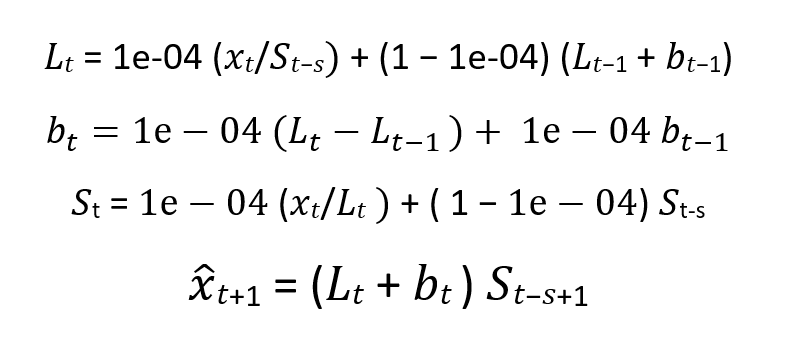 Lₜ = 1e-04 (xₜ/Sₜ₋ₛ) + (1 − 1e-04) (Lₜ₋₁ + bₜ₋₁)
bₜ = 1e − 04 (Lₜ − Lₜ₋₁ ) + 1e − 04 bₜ₋₁
Sₜ = 1e − 04 (xₜ/Lₜ ) + ( 1 − 1e − 04) Sₜ₋ₛ
x̂ₜ₊₁ = (Lₜ + bₜ ) Sₜ₋ₛ₊₁